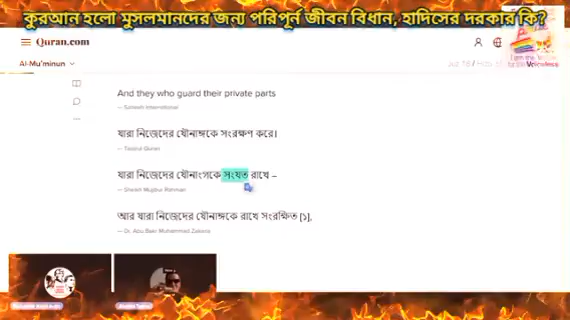 কুরআন হলো মুসলমানদের জন্য পরিপূর্ন জীবন বিধান, হাদিসের দরকার কি?
Quran.com
Al-Mu'minun
And they who guard their private parts
— Saheeh International
যারা নিজেদের যৌনাঙ্গকে সংরক্ষণ করে।
— Taisirul Quran
যারা নিজেদের যৌনাংগকে সংযত রাখে –
— Sheikh Mujibur Rahman
আর যারা নিজেদের যৌনাঙ্গকে রাখে সংরক্ষিত [১],
— Dr. Abu Bakr Muhammad Zakaria
Voiceless